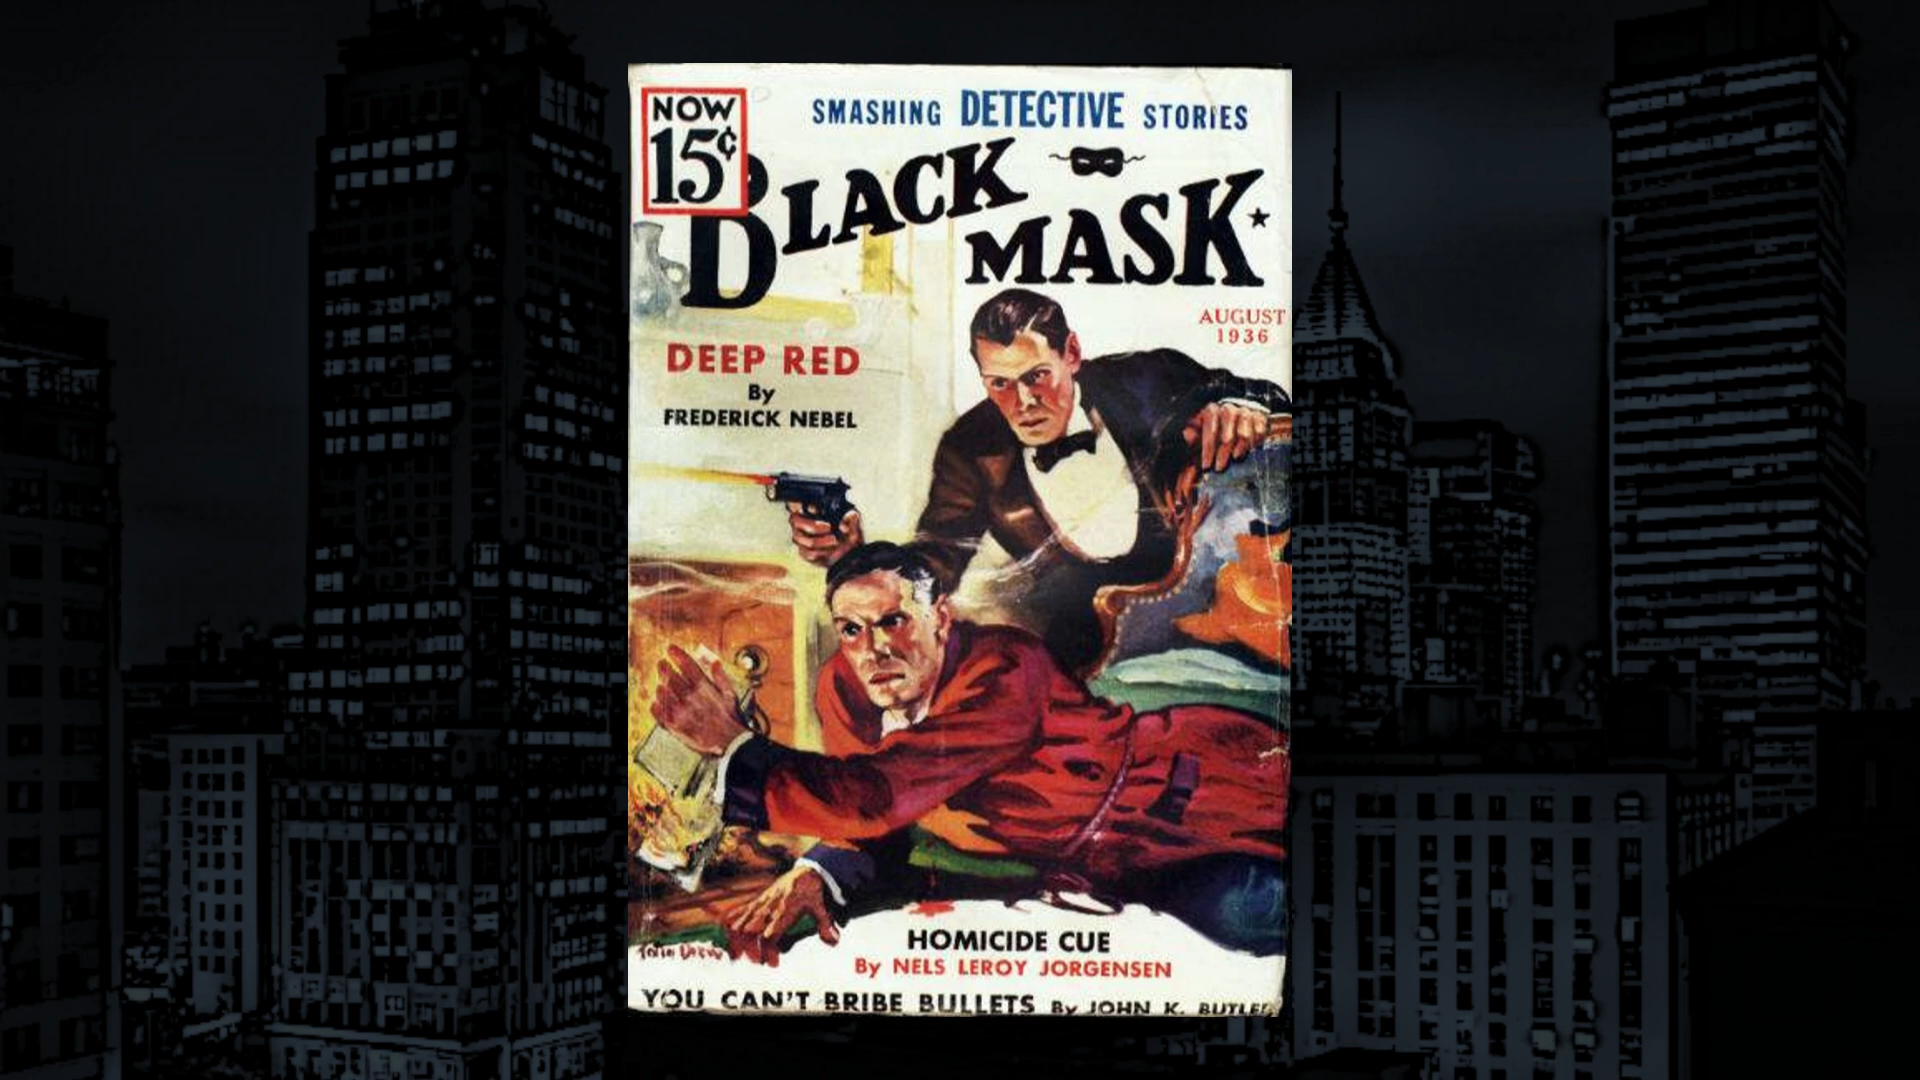 NOW
15¢
SMASHING DETECTIVE STORIES
BLACK
MASK
AUGUST
1936
DEEP RED
By
FREDERICK NEBEL
HOMICIDE CUE
By NELS LEROY JORGENSEN
YOU CAN'T BRIBE BULLETS By JOHN K. BUTLER